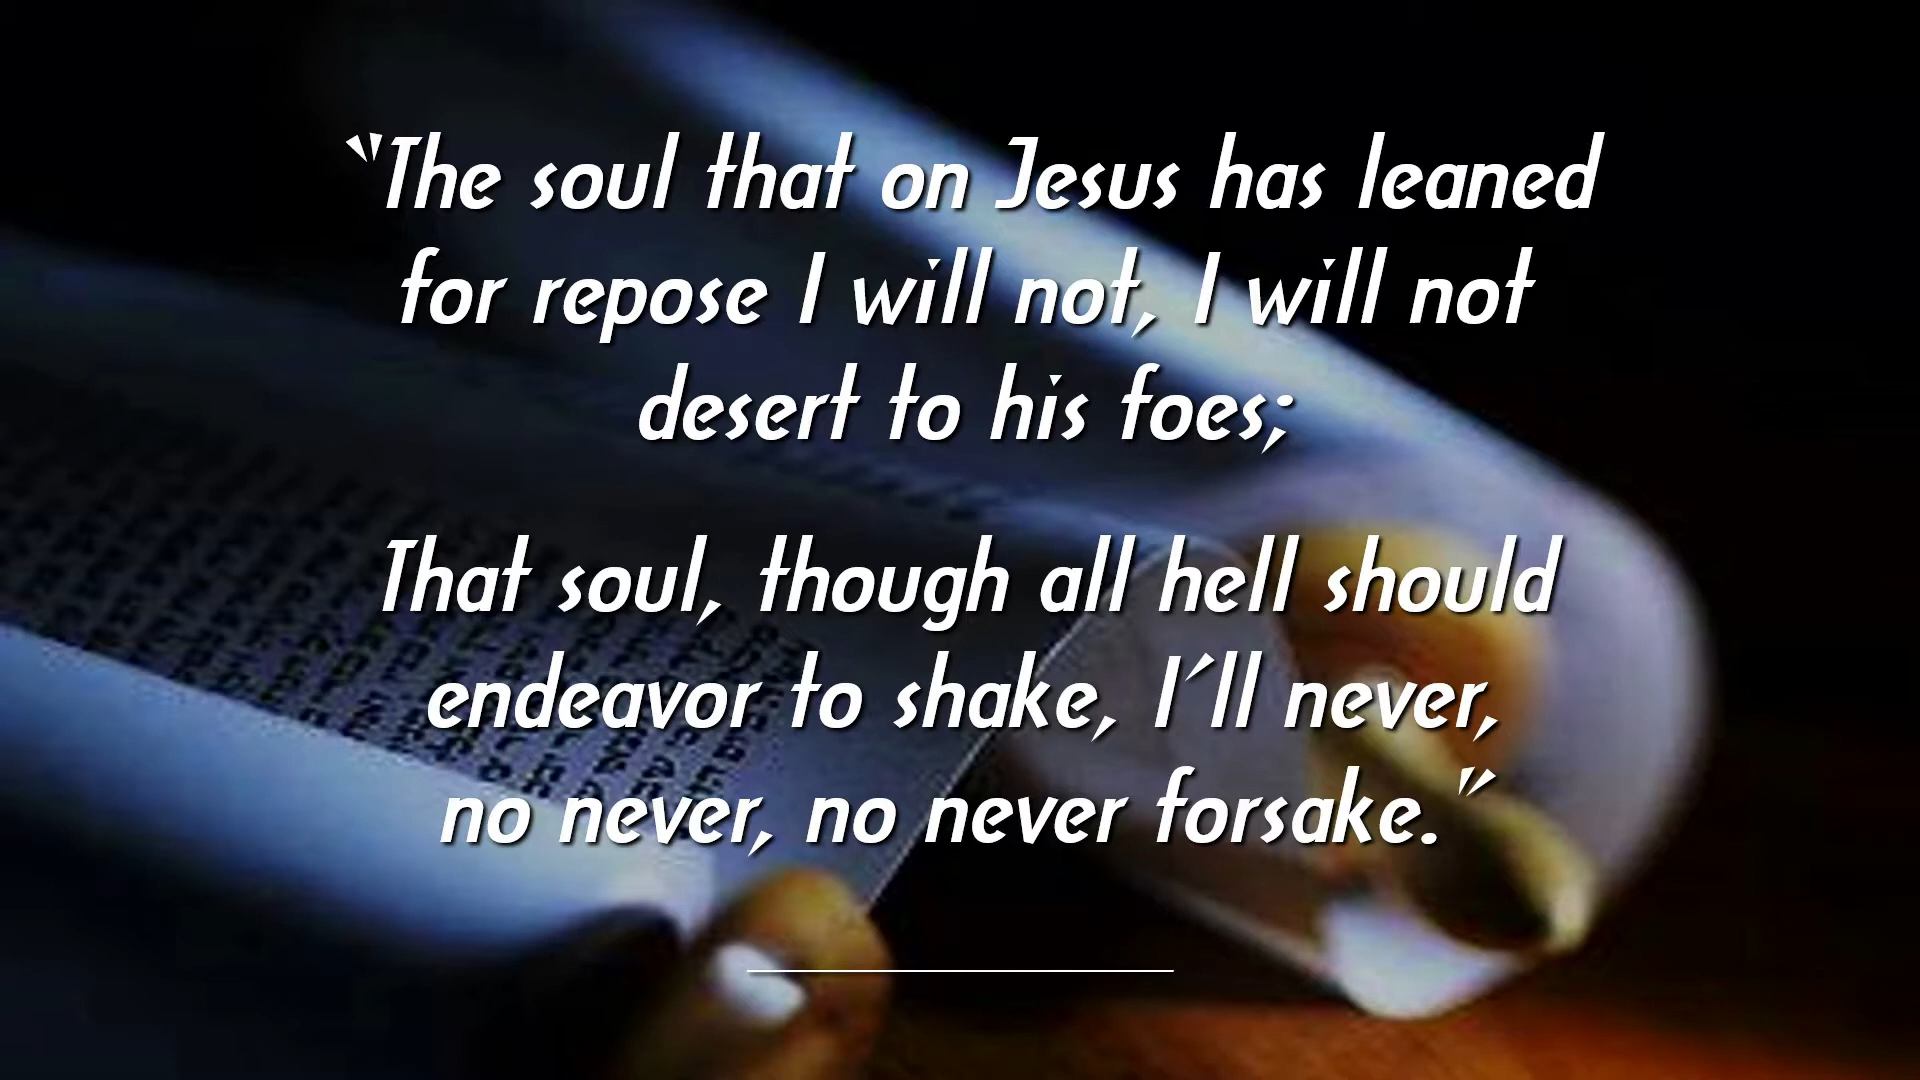 “The soul that on Jesus has leaned
for repose I will not, I will not
desert to his foes;
That soul, though all hell should
endeavor to shake, I’ll never,
no never, no never forsake.”